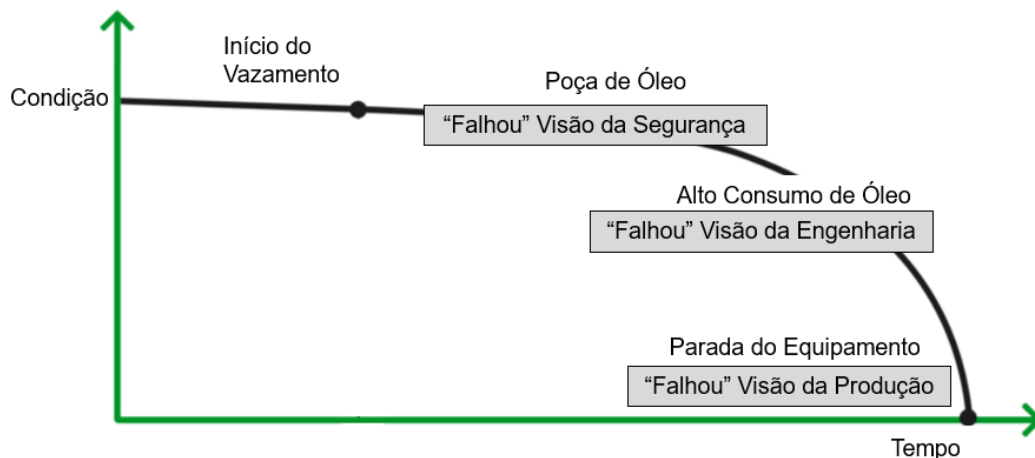 Início do
Vazamento
Poça de Óleo
Condição
“Falhou” Visão da Segurança
Alto Consumo de Óleo
“Falhou” Visão da Engenharia
Parada do Equipamento
“Falhou” Visão da Produção
Tempo